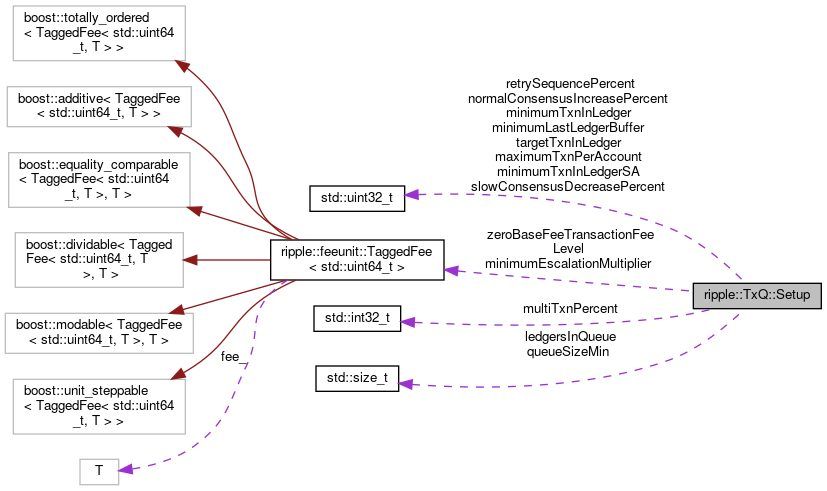 boost::totally_ordered
< TaggedFee< std::uint64
_t, T > >
boost::additive< TaggedFee
< std::uint64_t, T > >
boost::equality_comparable
< TaggedFee< std::uint64
_t, T >, T >
boost::dividable< Tagged
Fee< std::uint64_t, T
>, T >
boost::modable< TaggedFee
< std::uint64_t, T >, T >
boost::unit_steppable
< TaggedFee< std::uint64
_t, T > >
T
fee_
ripple::feeunit::TaggedFee
< std::uint64_t >
std::uint32_t
std::int32_t
std::size_t
retrySequencePercent
normalConsensusIncreasePercent
minimumTxnInLedger
minimumLastLedgerBuffer
targetTxnInLedger
maximumTxnPerAccount
minimumTxnInLedgerSA
slowConsensusDecreasePercent
zeroBaseFeeTransactionFee
Level
minimumEscalationMultiplier
multiTxnPercent
ledgersInQueue
queueSizeMin
ripple::TxQ::Setup